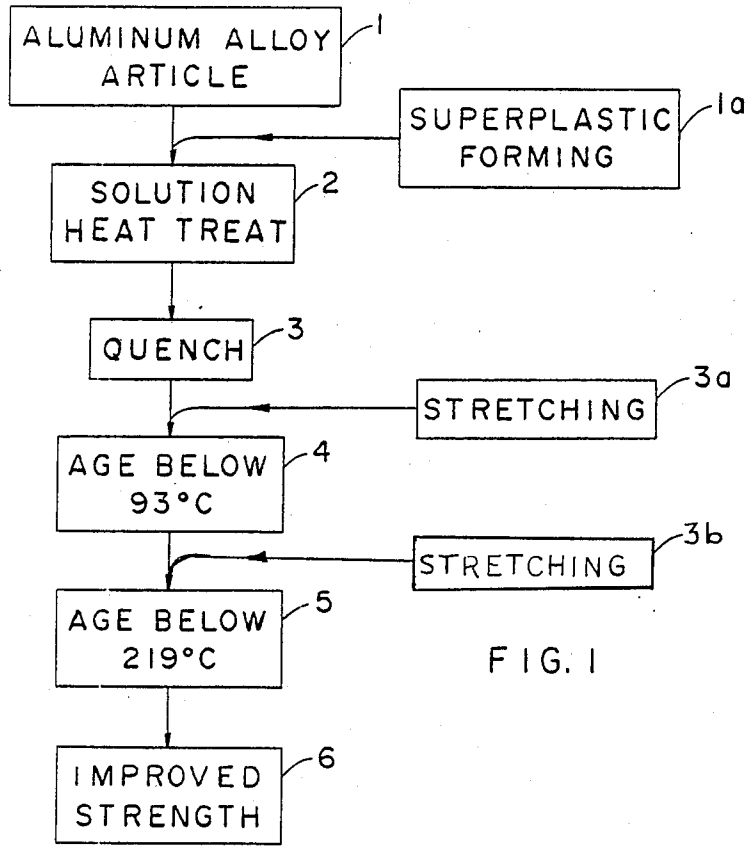 ALUMINUM ALLOY
ARTICLE
1
SUPERPLASTIC
FORMING
1a
SOLUTION
HEAT TREAT
2
QUENCH
3
STRETCHING
3a
AGE BELOW
93°C
4
STRETCHING
3b
AGE BELOW
219°C
5
FIG. 1
IMPROVED
STRENGTH
6